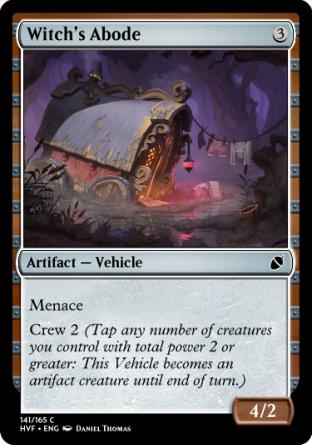 Witch's Abode 3
Artifact — Vehicle
Menace
Crew 2 (Tap any number of creatures
you control with total power 2 or
greater: This Vehicle becomes an
artifact creature until end of turn.)
4/2
141/165 C
HVF • ENG Daniel Thomas